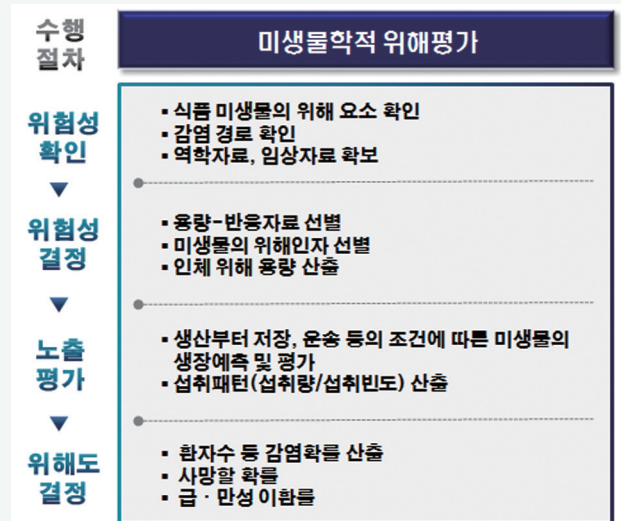 수행
절차
미생물학적 위해평가
위험성
확인
▪ 식품 미생물의 위해 요소 확인
▪ 감염 경로 확인
▪ 역학자료, 임상자료 확보
위험성
결정
▪ 용량-반응자료 선별
▪ 미생물의 위해인자 선별
▪ 인체 위해 용량 산출
노출
평가
▪ 생산부터 저장, 운송 등의 조건에 따른 미생물의
생장예측 및 평가
▪ 섭취패턴(섭취량/섭취빈도) 산출
위해도
결정
▪ 환자수 등 감염확률 산출
▪ 사망할 확률
▪ 급 · 만성 이환률